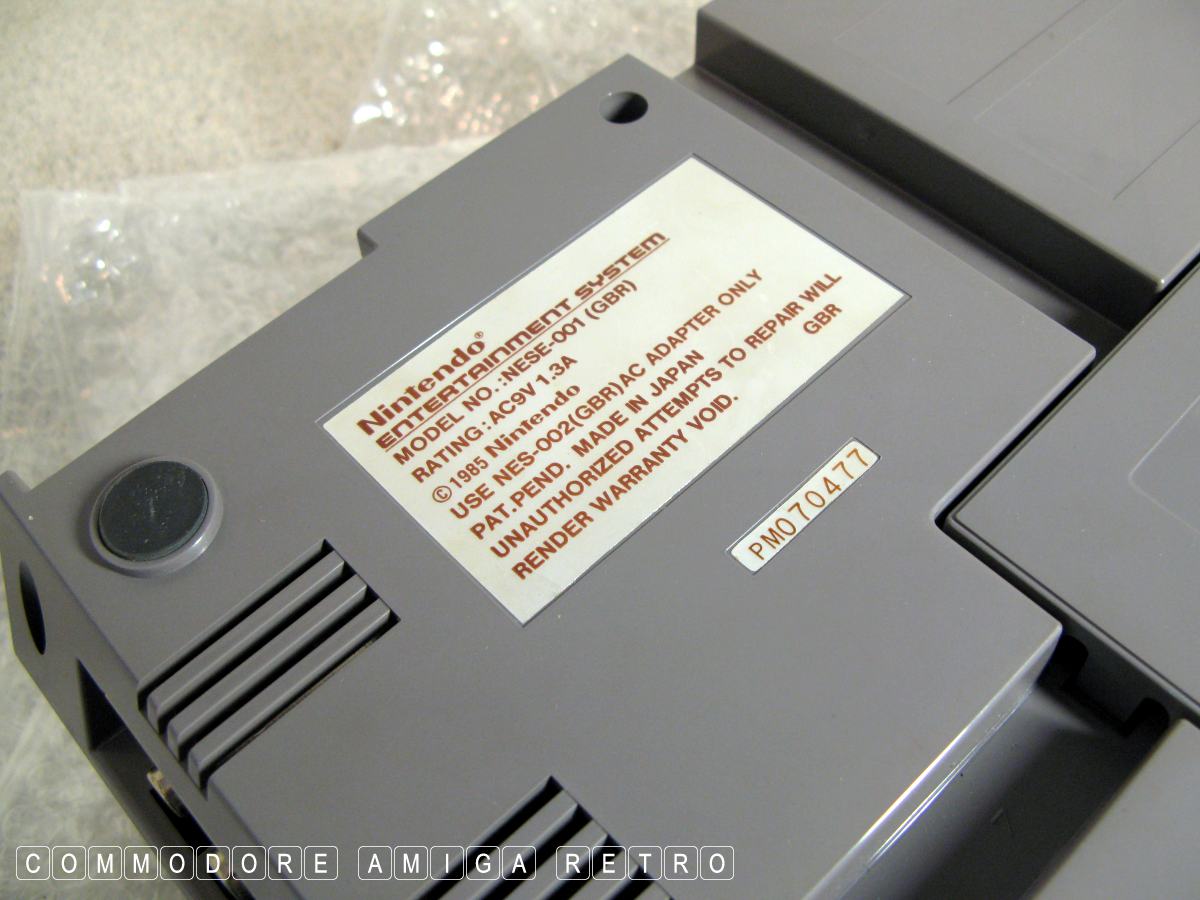 Nintendo®
ENTERTAINMENT SYSTEM
MODEL NO.:NESE-001 (GBR)
RATING:AC9V 1.3A
©1985 Nintendo
USE NES-002(GBR)AC ADAPTER ONLY
PAT.PEND. MADE IN JAPAN
UNAUTHORIZED ATTEMPTS TO REPAIR WILL
RENDER WARRANTY VOID.
GBR
PM070477
COMMODORE AMIGA RETRO